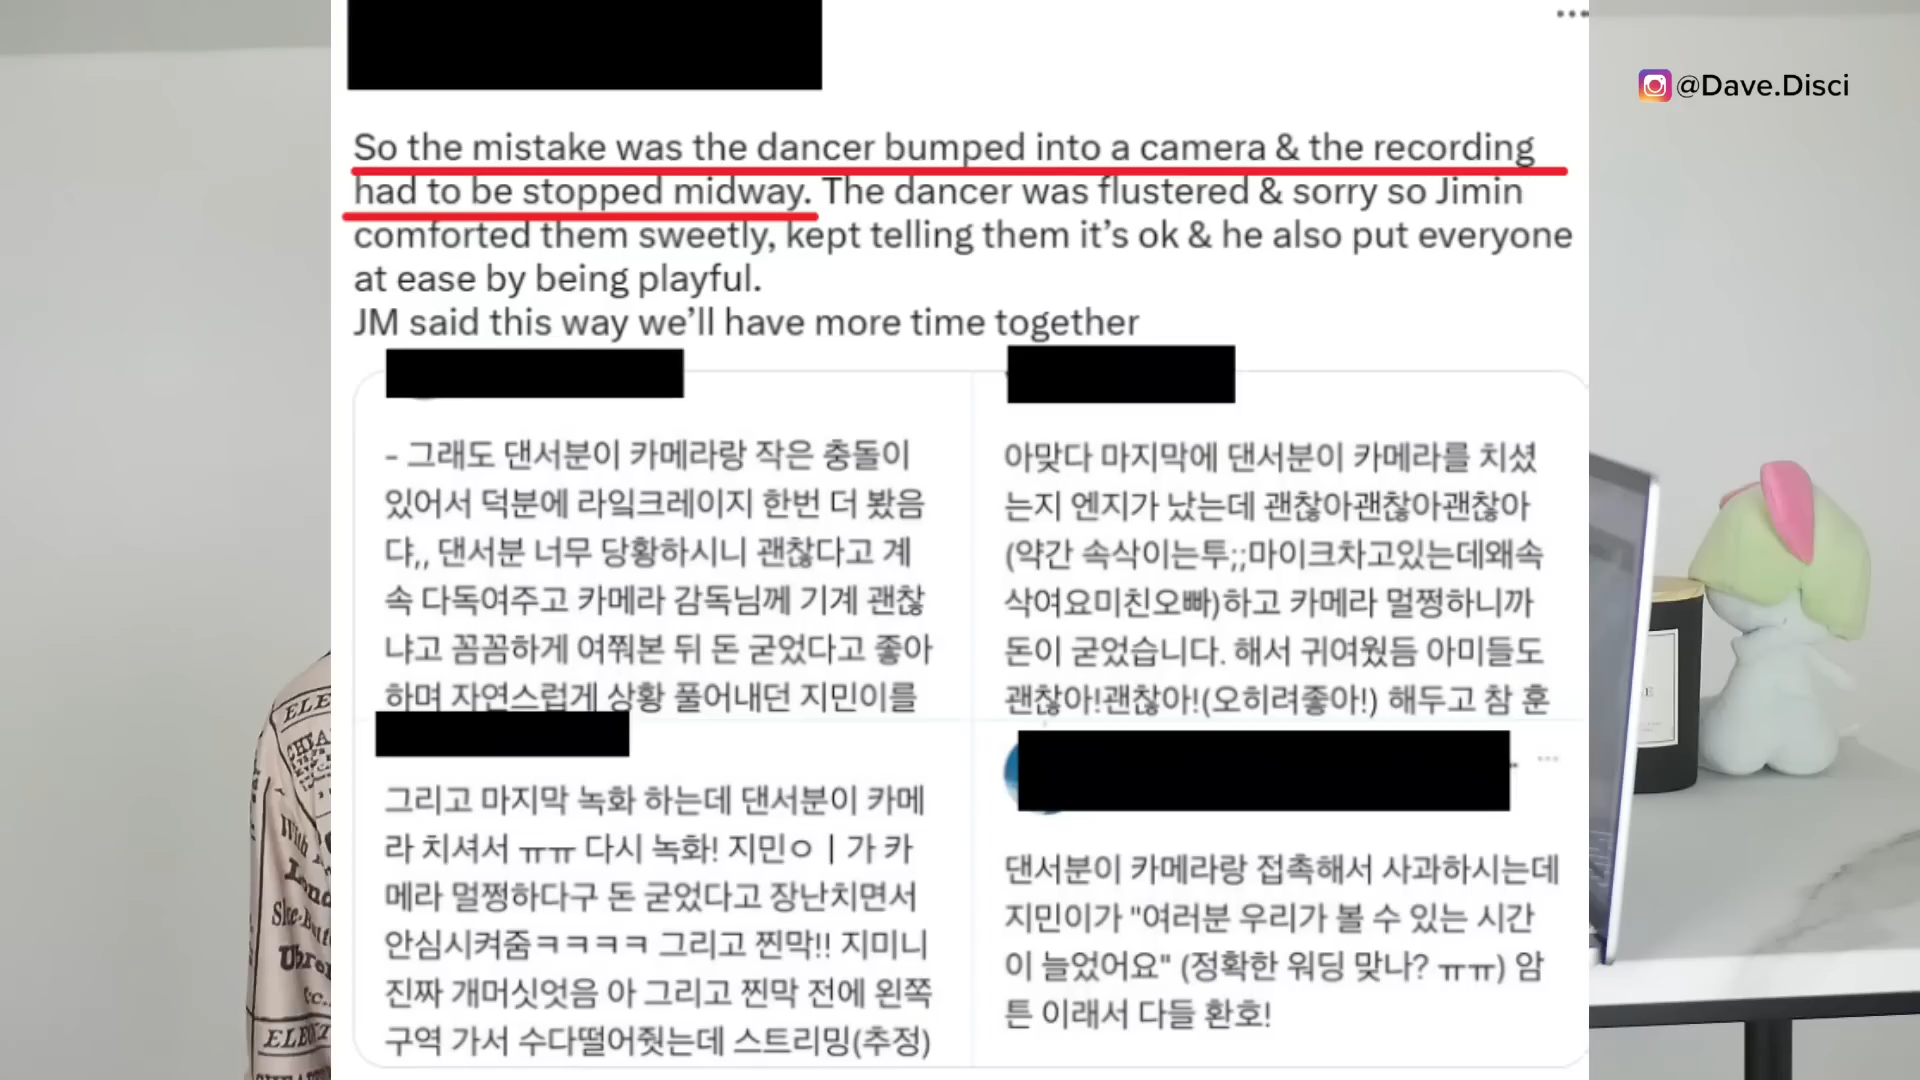 @Dave.Disci
So the mistake was the dancer bumped into a camera & the recording
had to be stopped midway. The dancer was flustered & sorry so Jimin
comforted them sweetly, kept telling them it’s ok & he also put everyone
at ease by being playful.
JM said this way we’ll have more time together
- 그래도 댄서분이 카메라랑 작은 충돌이
있어서 덕분에 라잌크레이지 한번 더 봤음
댜,, 댄서분 너무 당황하시니 괜찮다고 계
속 다독여주고 카메라 감독님께 기계 괜찮
냐고 꼼꼼하게 여쭤본 뒤 돈 굳었다고 좋아
하며 자연스럽게 상황 풀어내던 지민이를
아맞다 마지막에 댄서분이 카메라를 치셨
는지 엔지가 났는데 괜찮아괜찮아괜찮아
(약간 속삭이는투;;마이크차고있는데왜속
삭여요미친오빠)하고 카메라 멀쩡하니까
돈이 굳었습니다. 해서 귀여웠듬 아미들도
괜찮아!괜찮아!(오히려좋아!) 해두고 참 훈
그리고 마지막 녹화 하는데 댄서분이 카메
라 치셔서 ㅠㅠ 다시 녹화! 지민ㅇㅣ가 카
메라 멀쩡하다구 돈 굳었다고 장난치면서
안심시켜줌ㅋㅋㅋㅋ 그리고 찐막!! 지미니
진짜 개머싯엇음 아 그리고 찐막 전에 왼쪽
구역 가서 수다떨어줫는데 스트리밍(추정)
댄서분이 카메라랑 접촉해서 사과하시는데
지민이가 "여러분 우리가 볼 수 있는 시간
이 늘었어요" (정확한 워딩 맞나? ㅠㅠ) 암
튼 이래서 다들 환호!